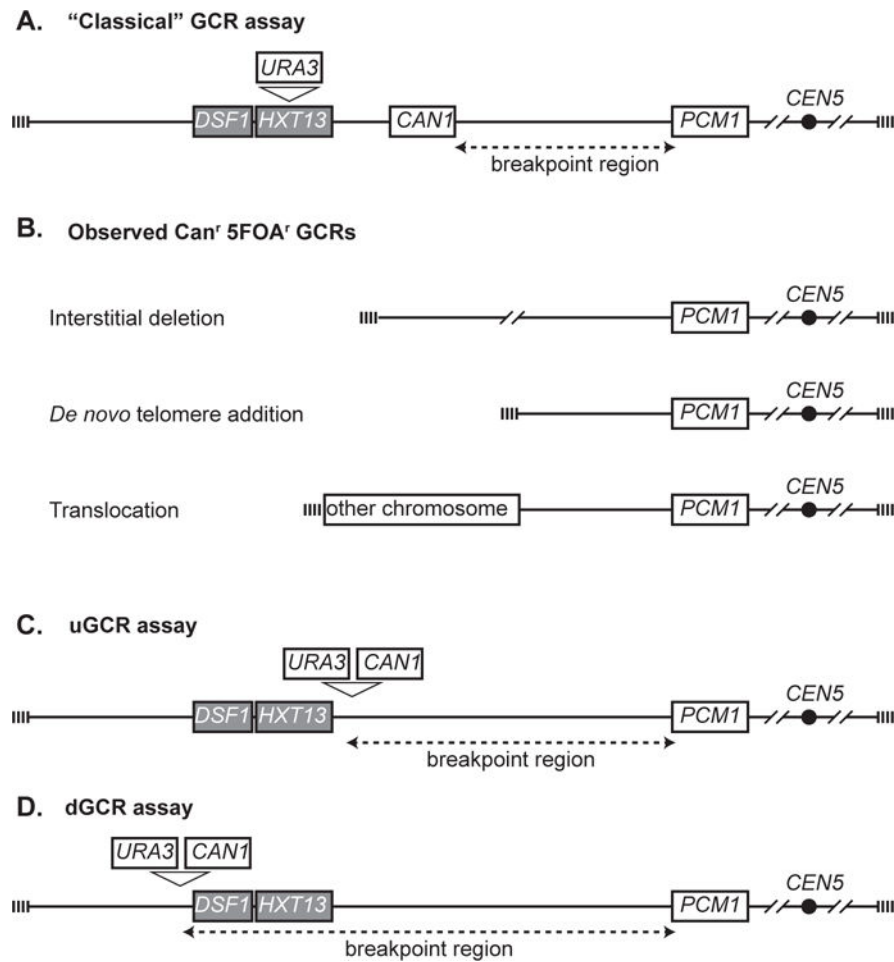 A. “Classical” GCR assay
URA3
DSF1 HXT13 CAN1 PCM1 CEN5
breakpoint region
B. Observed Canʳ 5FOAʳ GCRs
Interstitial deletion PCM1 CEN5
De novo telomere addition PCM1 CEN5
Translocation other chromosome PCM1 CEN5
C. uGCR assay
URA3 CAN1
DSF1 HXT13 PCM1 CEN5
breakpoint region
D. dGCR assay
URA3 CAN1
DSF1 HXT13 PCM1 CEN5
breakpoint region